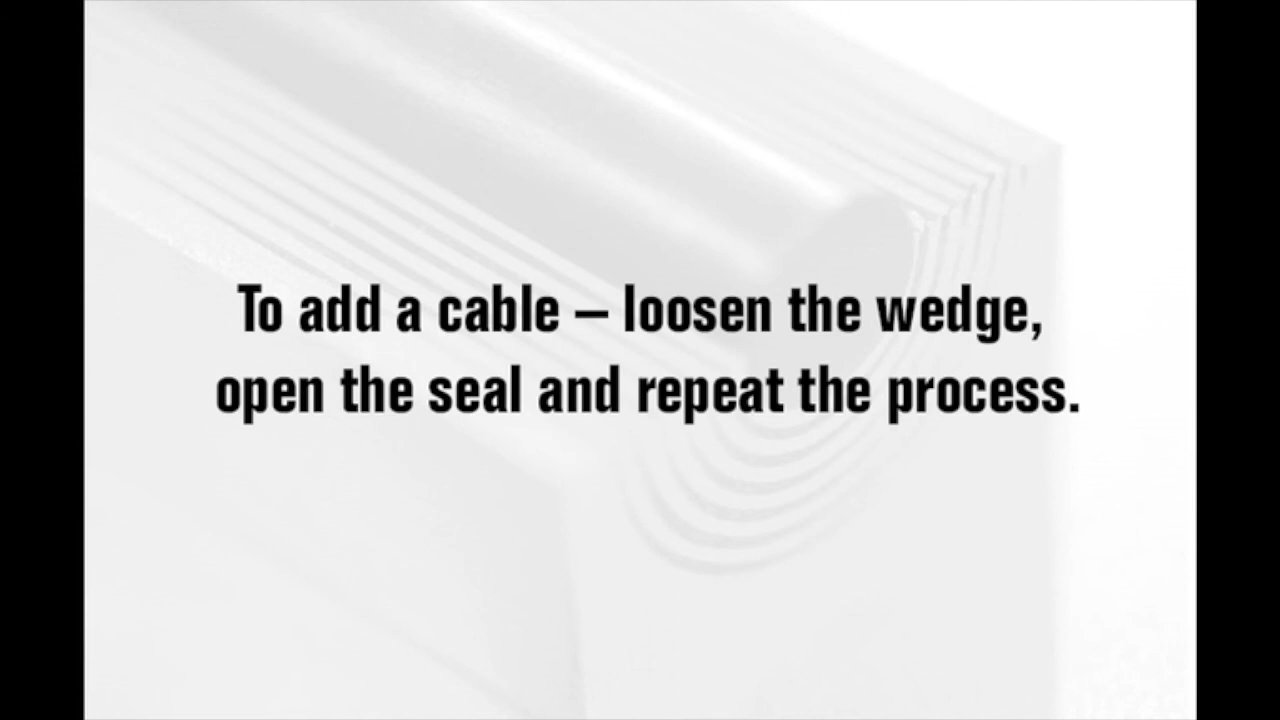 To add a cable – loosen the wedge,
open the seal and repeat the process.